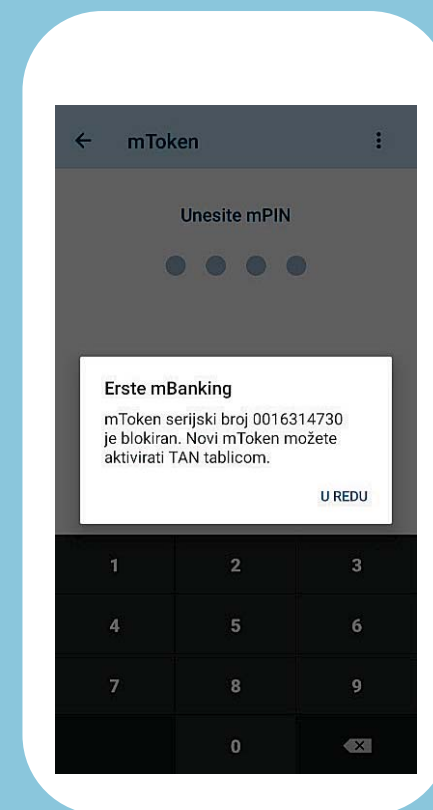 mToken
Unesite mPIN
Erste mBanking
mToken serijski broj 0016314730
je blokiran. Novi mToken možete
aktivirati TAN tablicom.
U REDU
1 2 3
4 5 6
7 8 9
0